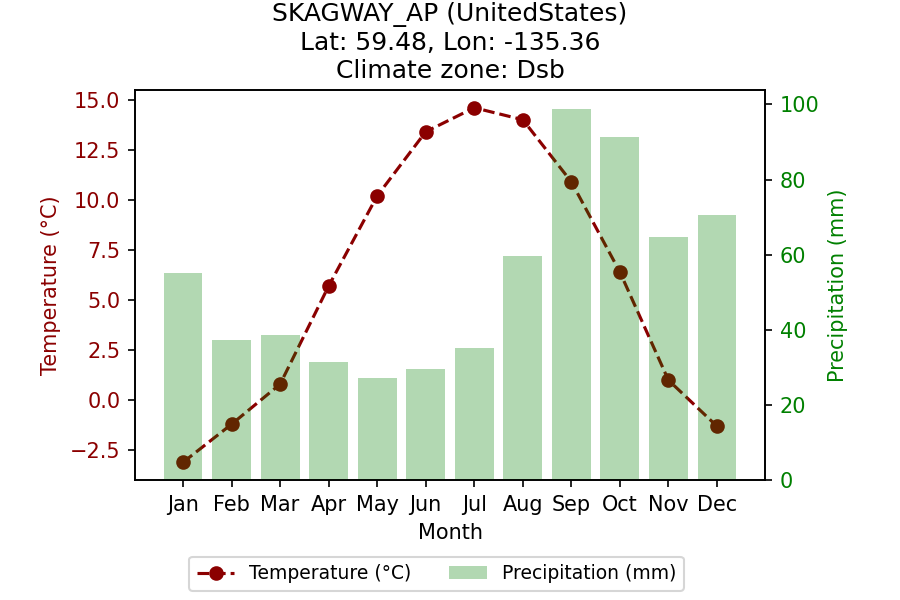 SKAGWAY_AP (UnitedStates)
Lat: 59.48, Lon: -135.36
Climate zone: Dsb
15.0
12.5
10.0
7.5
5.0
2.5
0.0
−2.5
Temperature (°C)
100
80
60
40
20
0
Precipitation (mm)
Jan Feb Mar Apr May Jun Jul Aug Sep Oct Nov Dec
Month
Temperature (°C) Precipitation (mm)